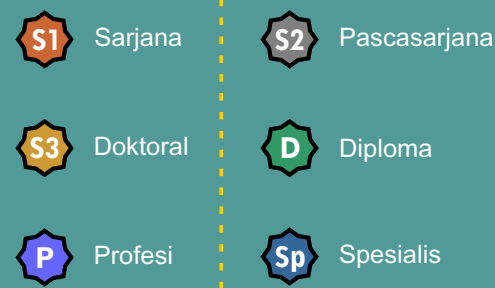 S1 Sarjana
S2 Pascasarjana
S3 Doktoral
D Diploma
P Profesi
Sp Spesialis